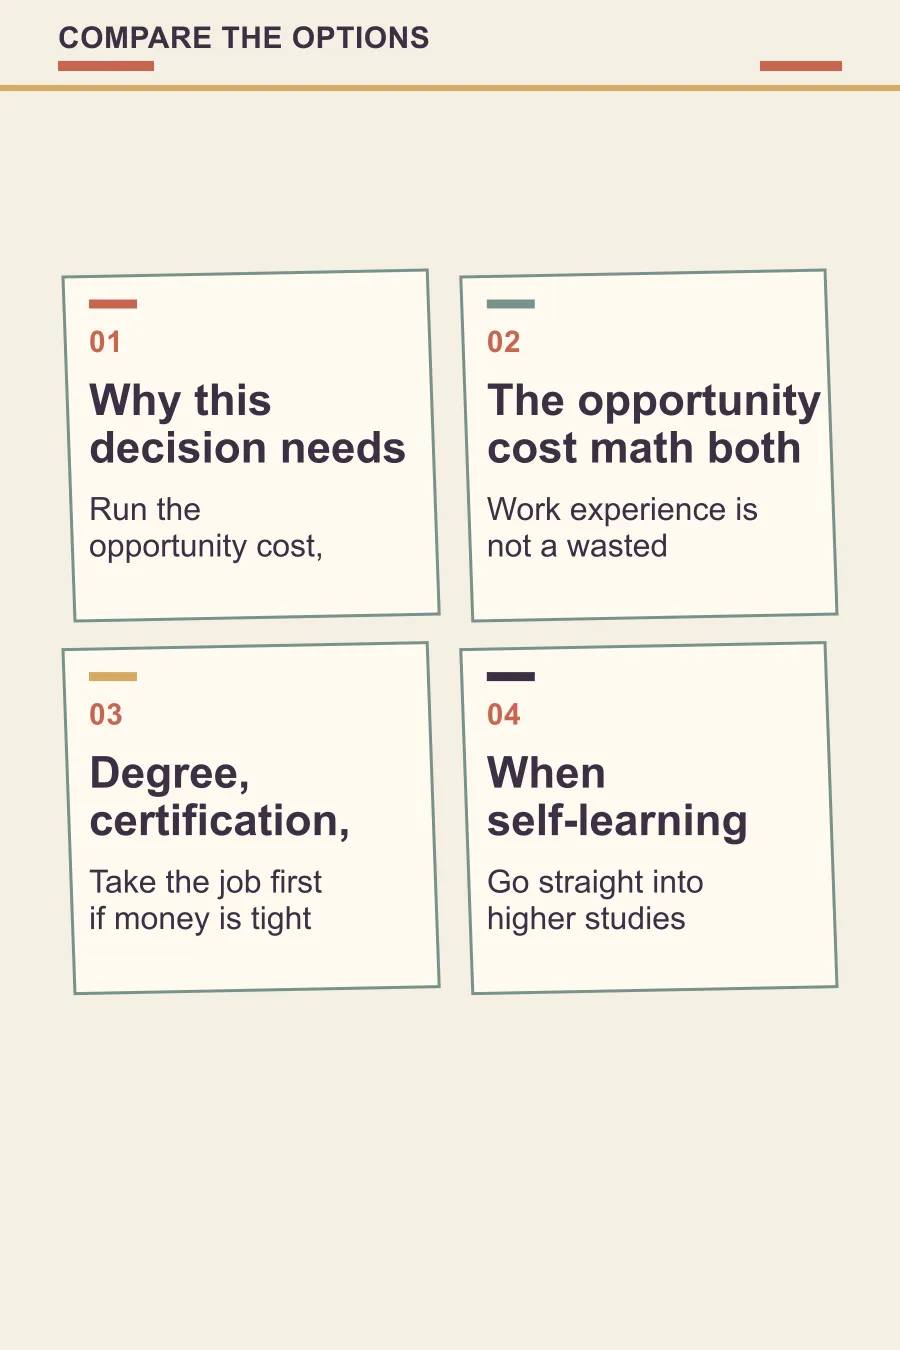 COMPARE THE OPTIONS
01
Why this
decision needs
Run the
opportunity cost,
02
The opportunity
cost math both
Work experience is
not a wasted
03
Degree,
certification,
Take the job first
if money is tight
04
When
self-learning
Go straight into
higher studies